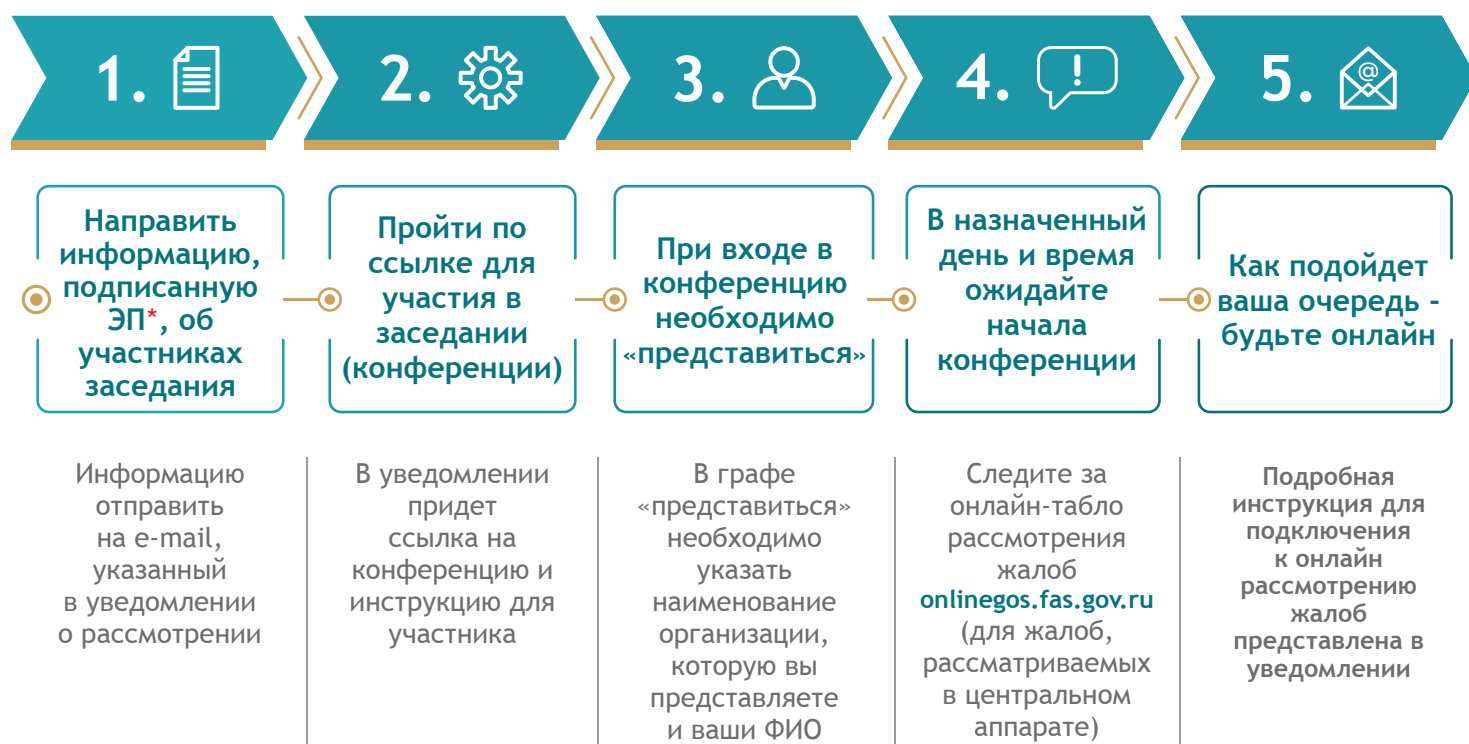 1.
2.
3.
4.
!
5.
@
Направить
информацию,
подписанную
ЭП*, об
участниках
заседания
Пройти по
ссылке для
участия в
заседании
(конференции)
При входе в
конференцию
необходимо
«представиться»
В назначенный
день и время
ожидайте
начала
конференции
Как подойдет
ваша очередь -
будьте онлайн
Информацию
отправить
на e-mail,
указанный
в уведомлении
о рассмотрении
В уведомлении
придет
ссылка на
конференцию и
инструкцию для
участника
В графе
«представиться»
необходимо
указать
наименование
организации,
которую вы
представляете
и ваши ФИО
Следите за
онлайн-табло
рассмотрения
жалоб
onlinegos.fas.gov.ru
(для жалоб,
рассматриваемых
в центральном
аппарате)
Подробная
инструкция для
подключения
к онлайн
рассмотрению
жалоб
представлена в
уведомлении